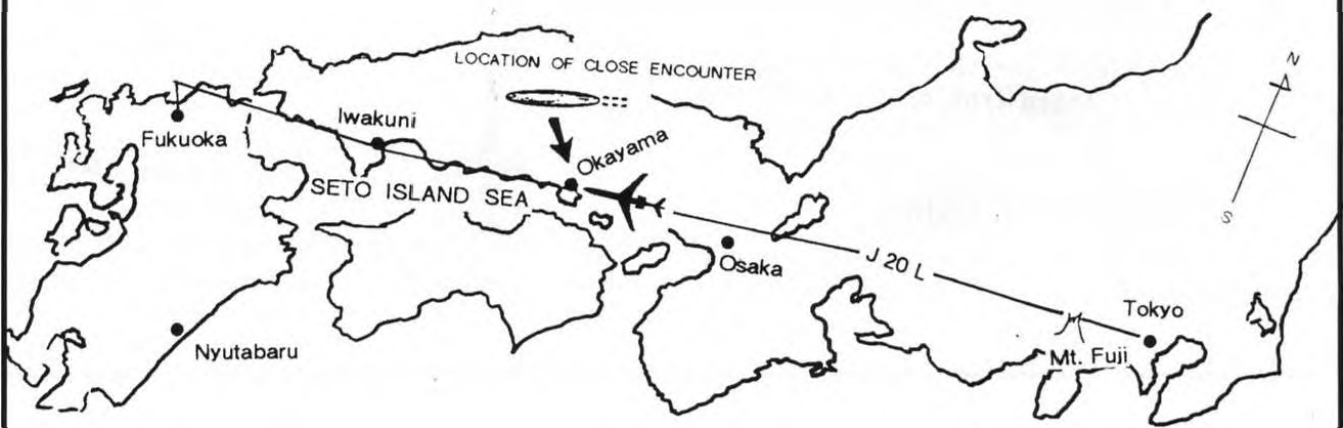 LOCATION OF CLOSE ENCOUNTER
N
Iwakuni
Fukuoka
Okayama
SETO ISLAND SEA
S
Osaka
J 20 L
Tokyo
Nyutabaru
Mt. Fuji